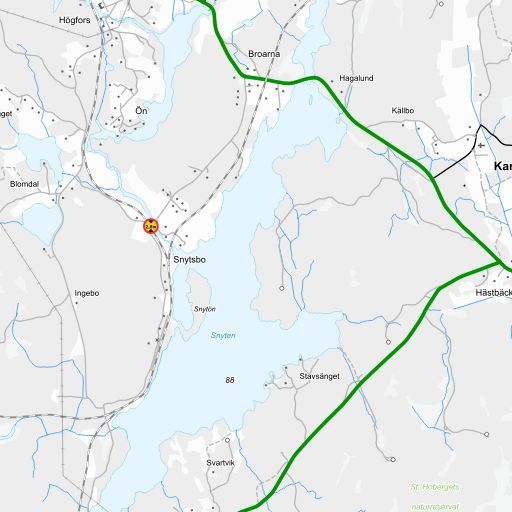 Högfors
Broarna
Hagalund
Källbo
Ön
Kar
Blomdal
Snytsbo
Ingebo
Hästbäck
Snytön
Snyten
88
Stavsänget
Svartvik
St. Hobergets
naturreservat